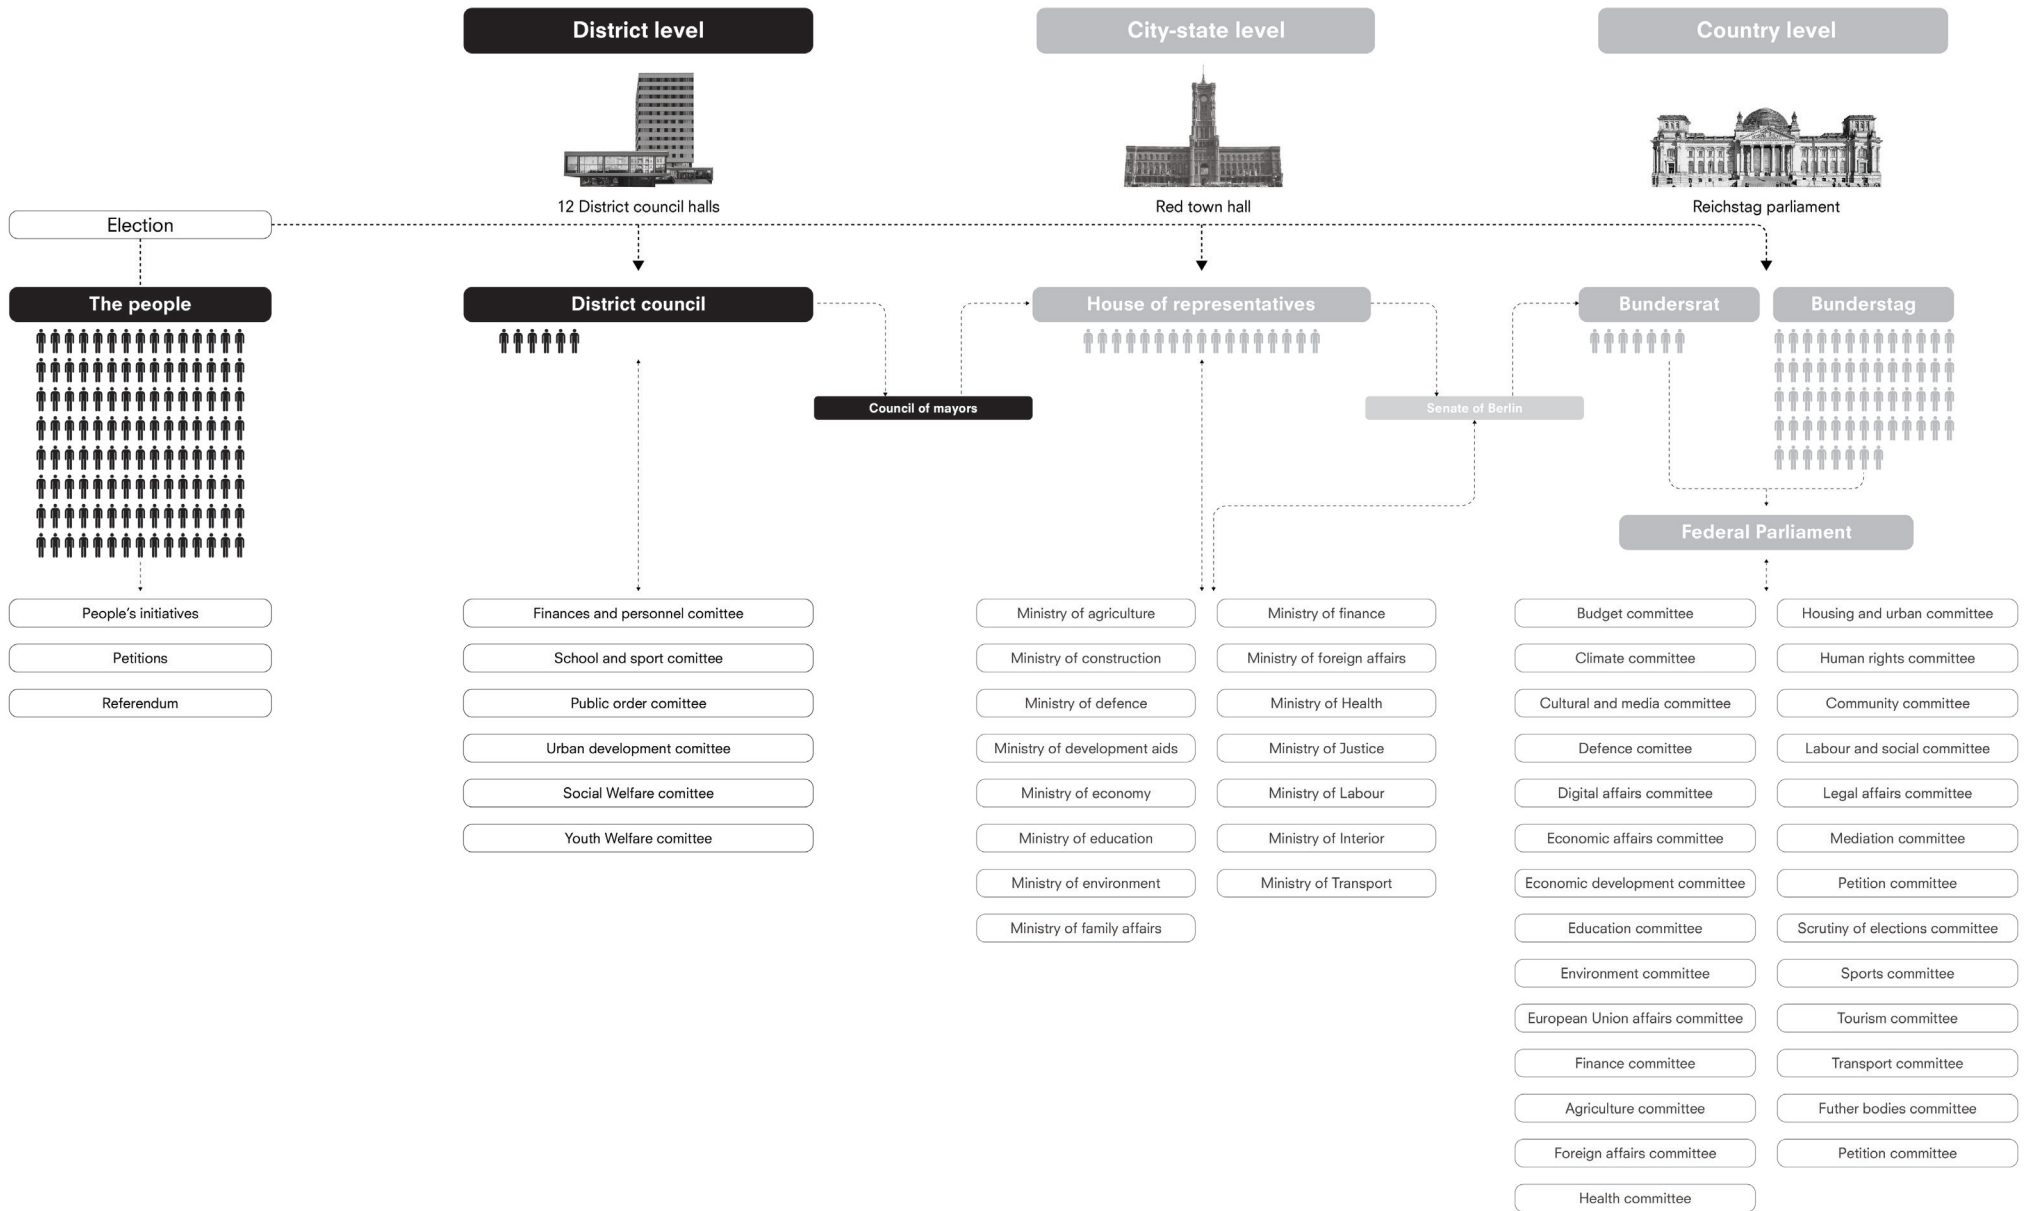 District level
City-state level
Country level
12 District council halls
Red town hall
Reichstag parliament
Election
The people
District council
House of representatives
Bundersrat
Bunderstag
Council of mayors
Senate of Berlin
Federal Parliament
People's initiatives
Petitions
Referendum
Finances and personnel comittee
School and sport comittee
Public order comittee
Urban development comittee
Social Welfare comittee
Youth Welfare comittee
Ministry of agriculture
Ministry of construction
Ministry of defence
Ministry of development aids
Ministry of economy
Ministry of education
Ministry of environment
Ministry of family affairs
Ministry of finance
Ministry of foreign affairs
Ministry of Health
Ministry of Justice
Ministry of Labour
Ministry of Interior
Ministry of Transport
Budget committee
Climate committee
Cultural and media committee
Defence comittee
Digital affairs committee
Economic affairs committee
Economic development committee
Education committee
Environment committee
European Union affairs committee
Finance committee
Agriculture committee
Foreign affairs committee
Health committee
Housing and urban committee
Human rights committee
Community committee
Labour and social committee
Legal affairs committee
Mediation committee
Petition committee
Scrutiny of elections committee
Sports committee
Tourism committee
Transport committee
Futher bodies committee
Petition committee